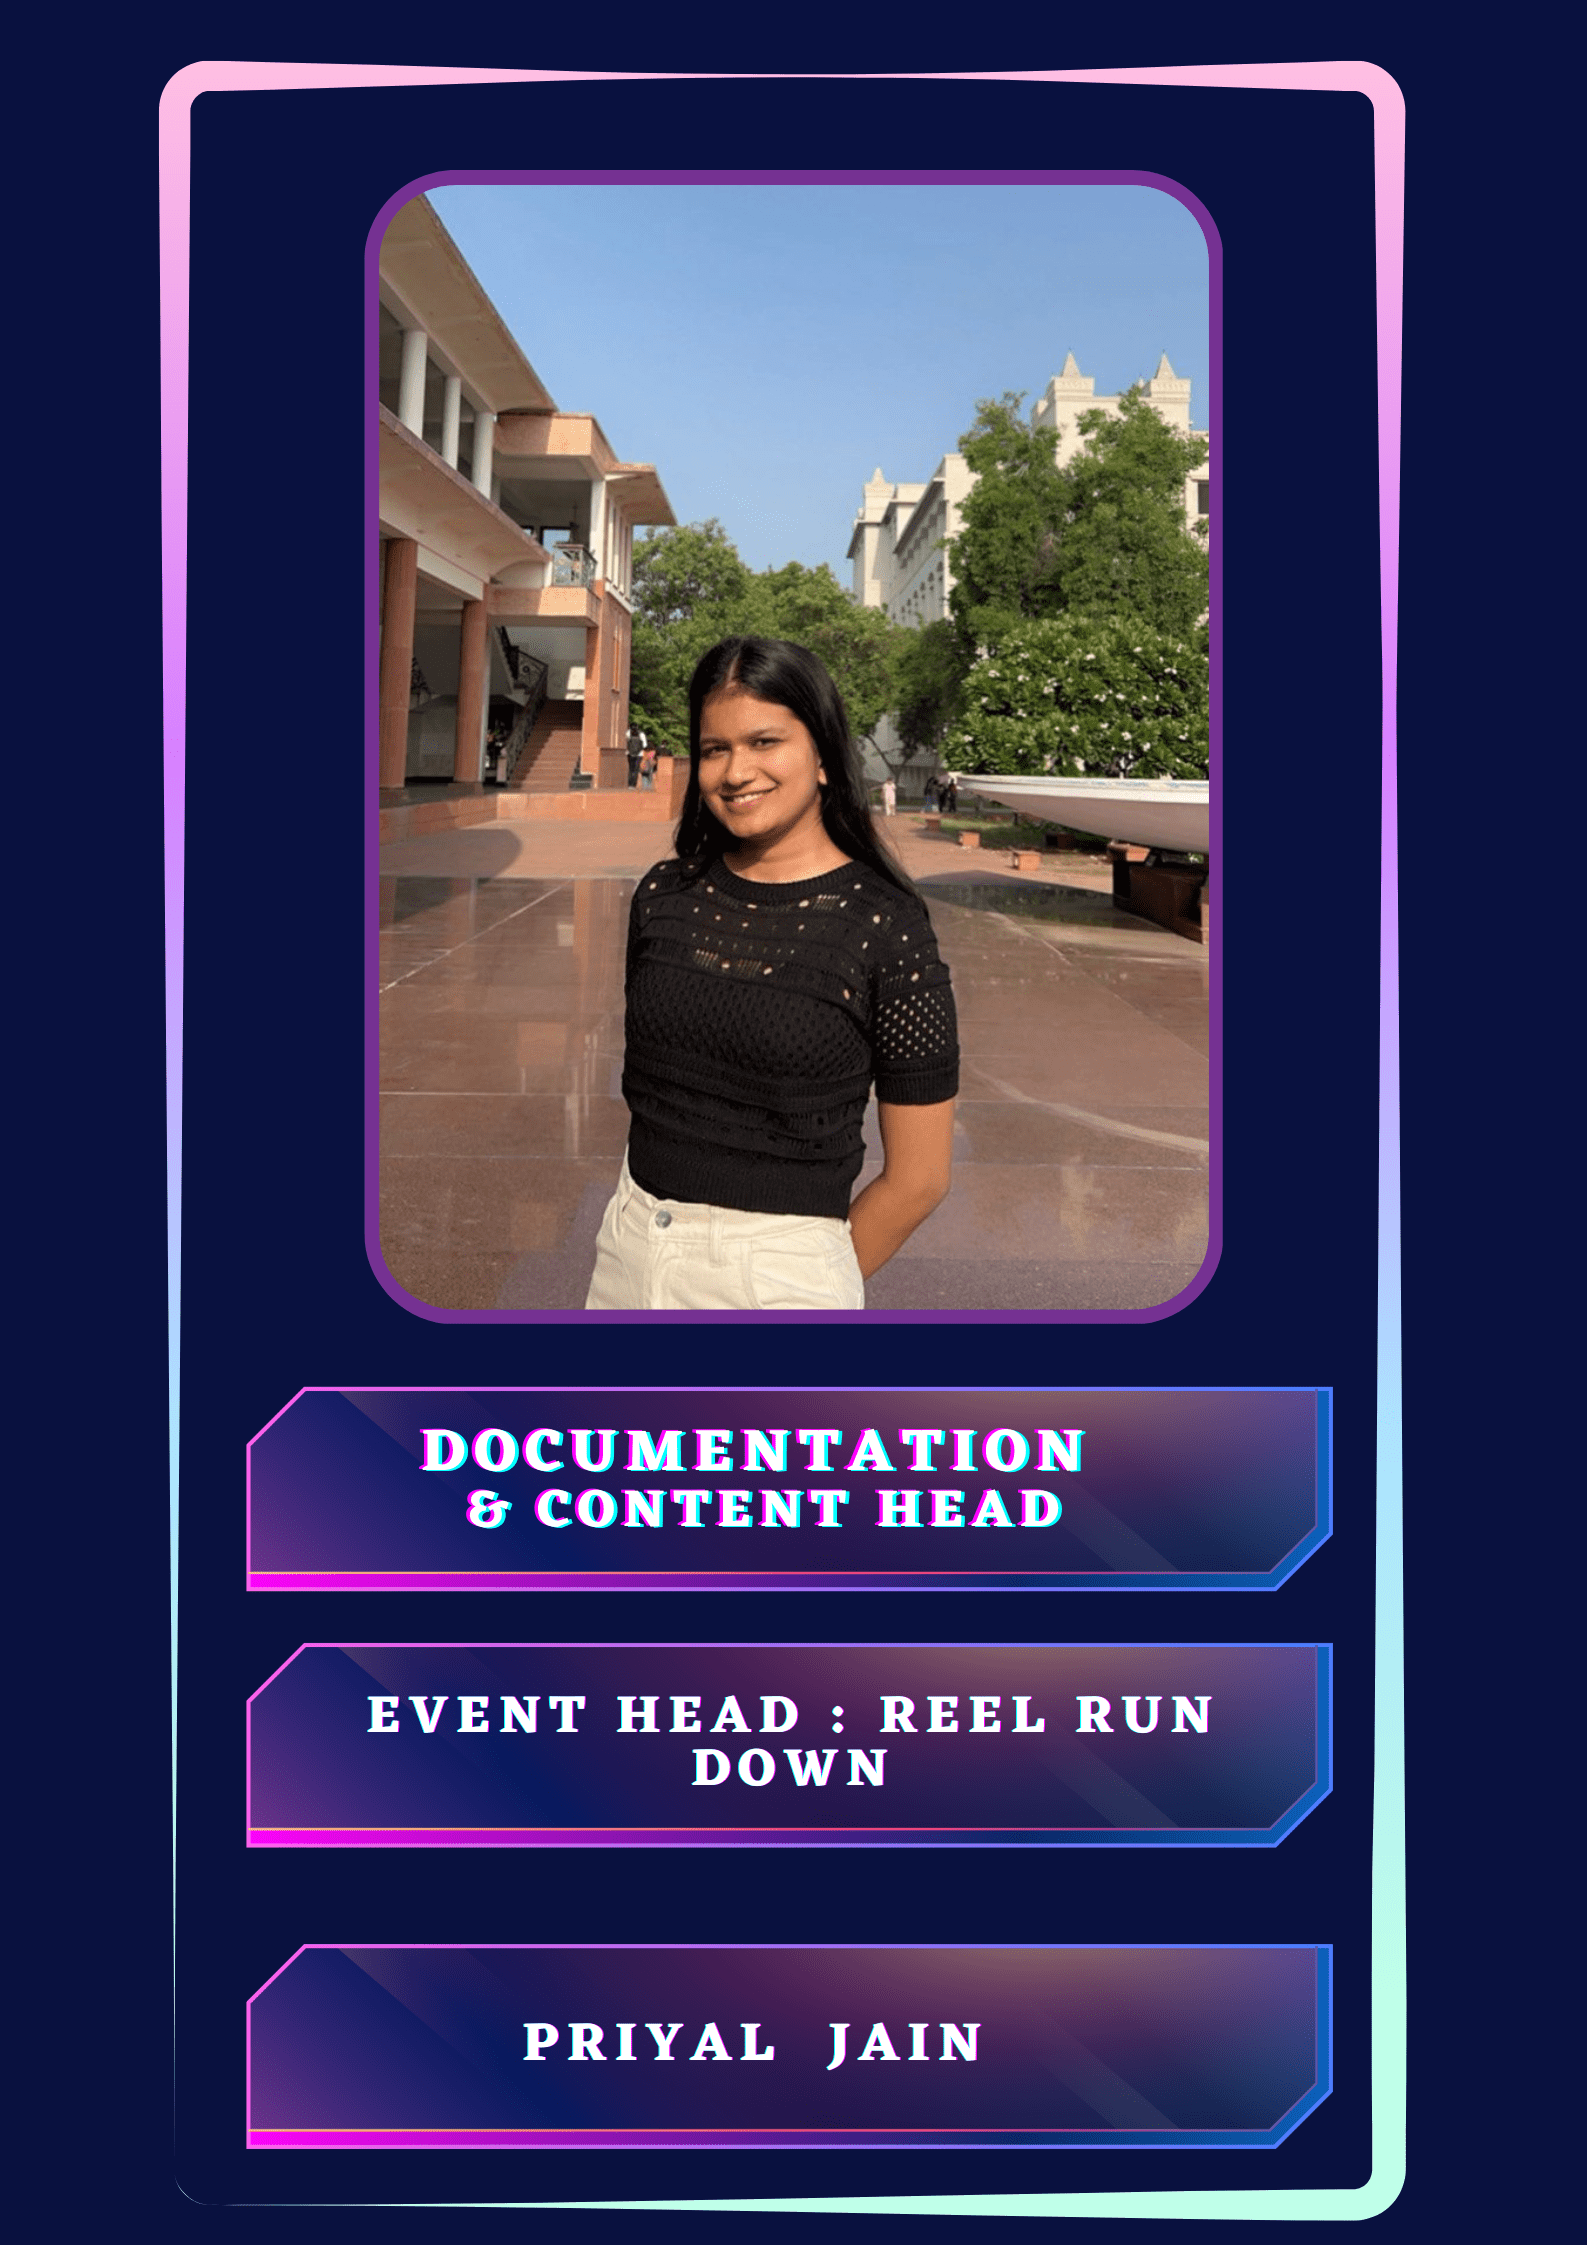 DOCUMENTATION
& CONTENT HEAD
EVENT HEAD : REEL RUN
DOWN
PRIYAL JAIN